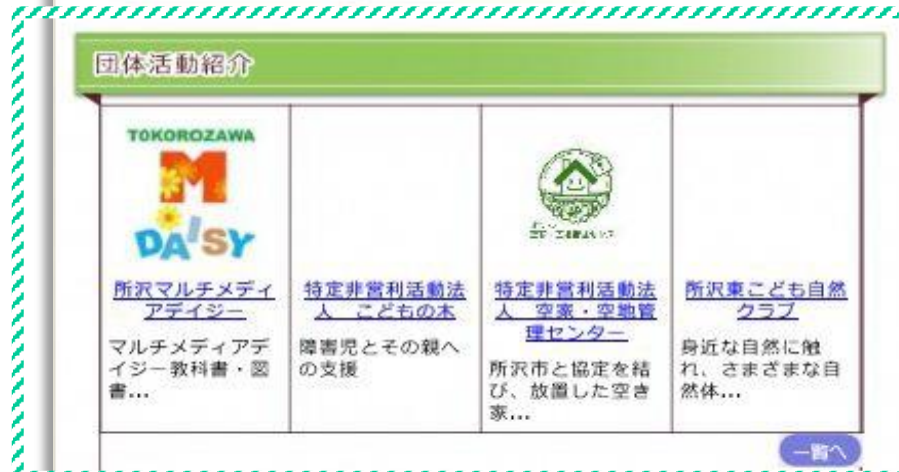 団体活動紹介
TOKOROZAWA
M
DAISY
所沢マルチメディ
アデイジー
マルチメディアデ
イジー教科書・図
書...
特定非営利活動法
人 こどもの木
障害児とその親へ
の支援
特定非営利活動法
人 空家・空地管
理センター
所沢市と協定を結
び、放置した空き
家...
所沢東こども自然
クラブ
身近な自然に触
れ、さまざまな自
然体...
一覧へ